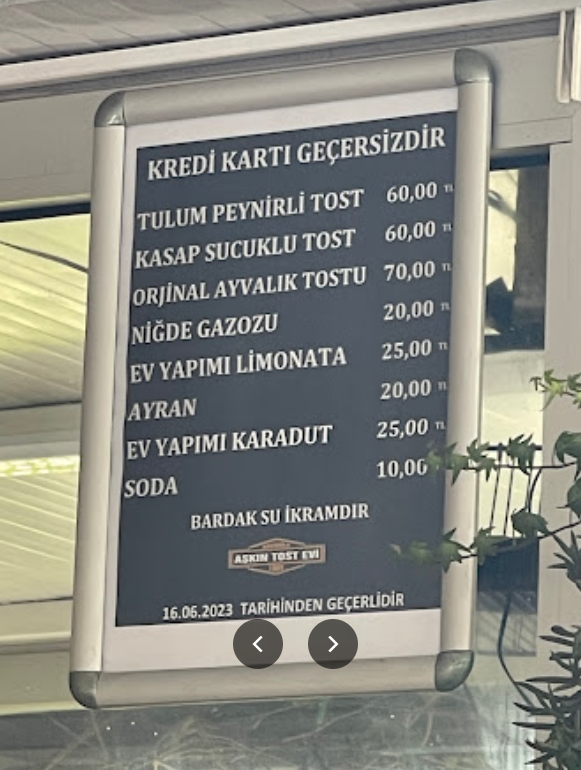 KREDİ KARTI GEÇERSİZDİR
TULUM PEYNİRLİ TOST 60,00 TL
KASAP SUCUKLU TOST 60,00 TL
ORJİNAL AYVALIK TOSTU 70,00 TL
NİĞDE GAZOZU 20,00 TL
EV YAPIMI LİMONATA 25,00 TL
AYRAN 20,00 TL
EV YAPIMI KARADUT 25,00 TL
SODA 10,00
BARDAK SU İKRAMDIR
AŞKIN TOST EVİ
16.06.2023 TARİHİNDEN GEÇERLİDİR